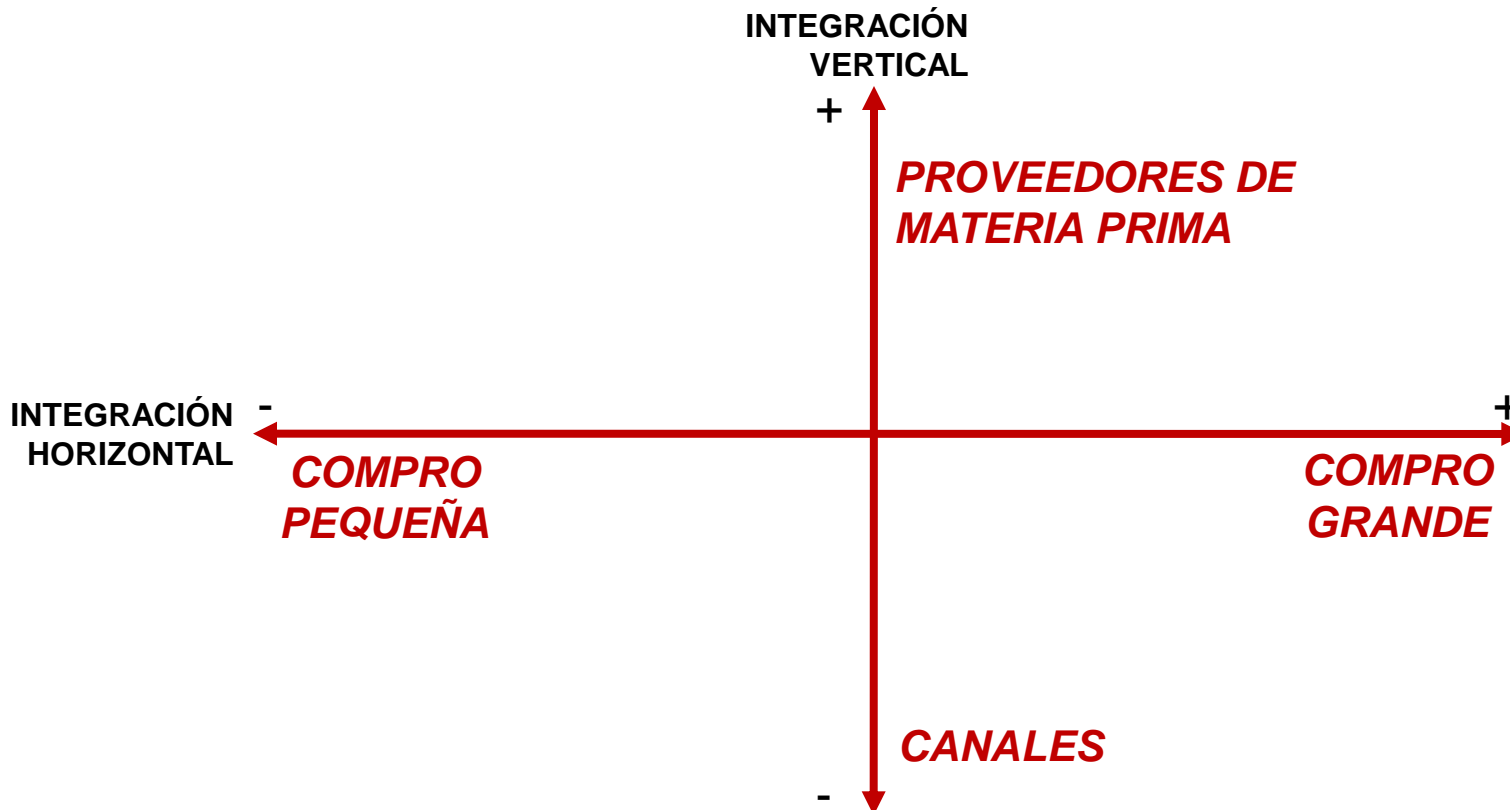 INTEGRACIÓN
VERTICAL
+
PROVEEDORES DE
MATERIA PRIMA
INTEGRACIÓN
HORIZONTAL
-
+
COMPRO
PEQUEÑA
COMPRO
GRANDE
CANALES
-